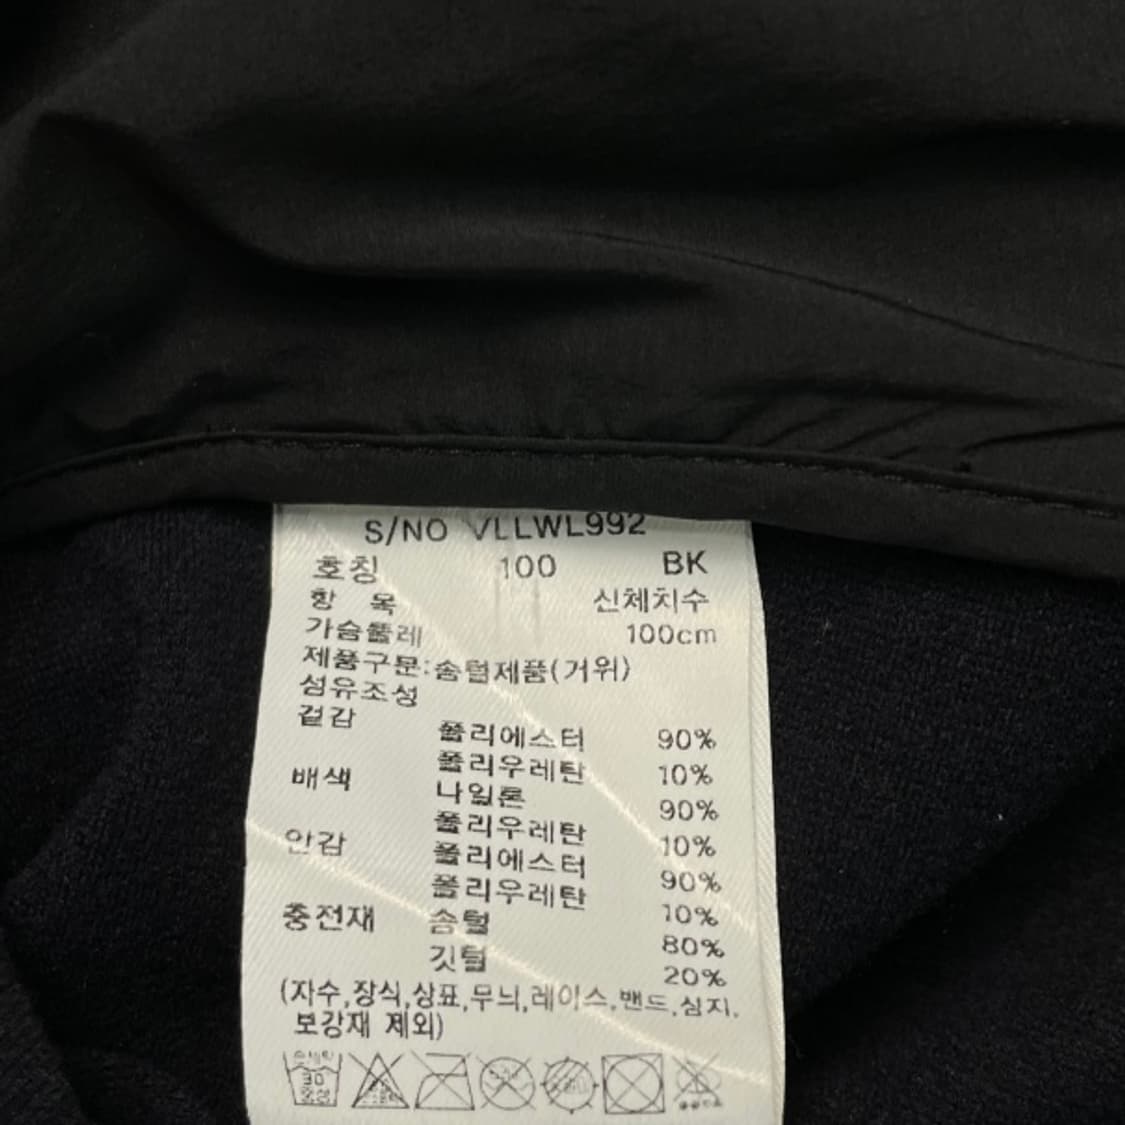 S/NO VLLWL992
호칭 100 BK
항 목 신체치수
가슴둘레 100cm
제품구분:솜털제품(거위)
섬유조성
겉감 폴리에스터 90%
폴리우레탄 10%
배색 나일론 90%
폴리우레탄 10%
안감 폴리에스터 90%
폴리우레탄 10%
충전재 솜털 80%
깃털 20%
(자수,장식,상표,무늬,레이스,밴드,심지,
보강재 제외)
30
중성